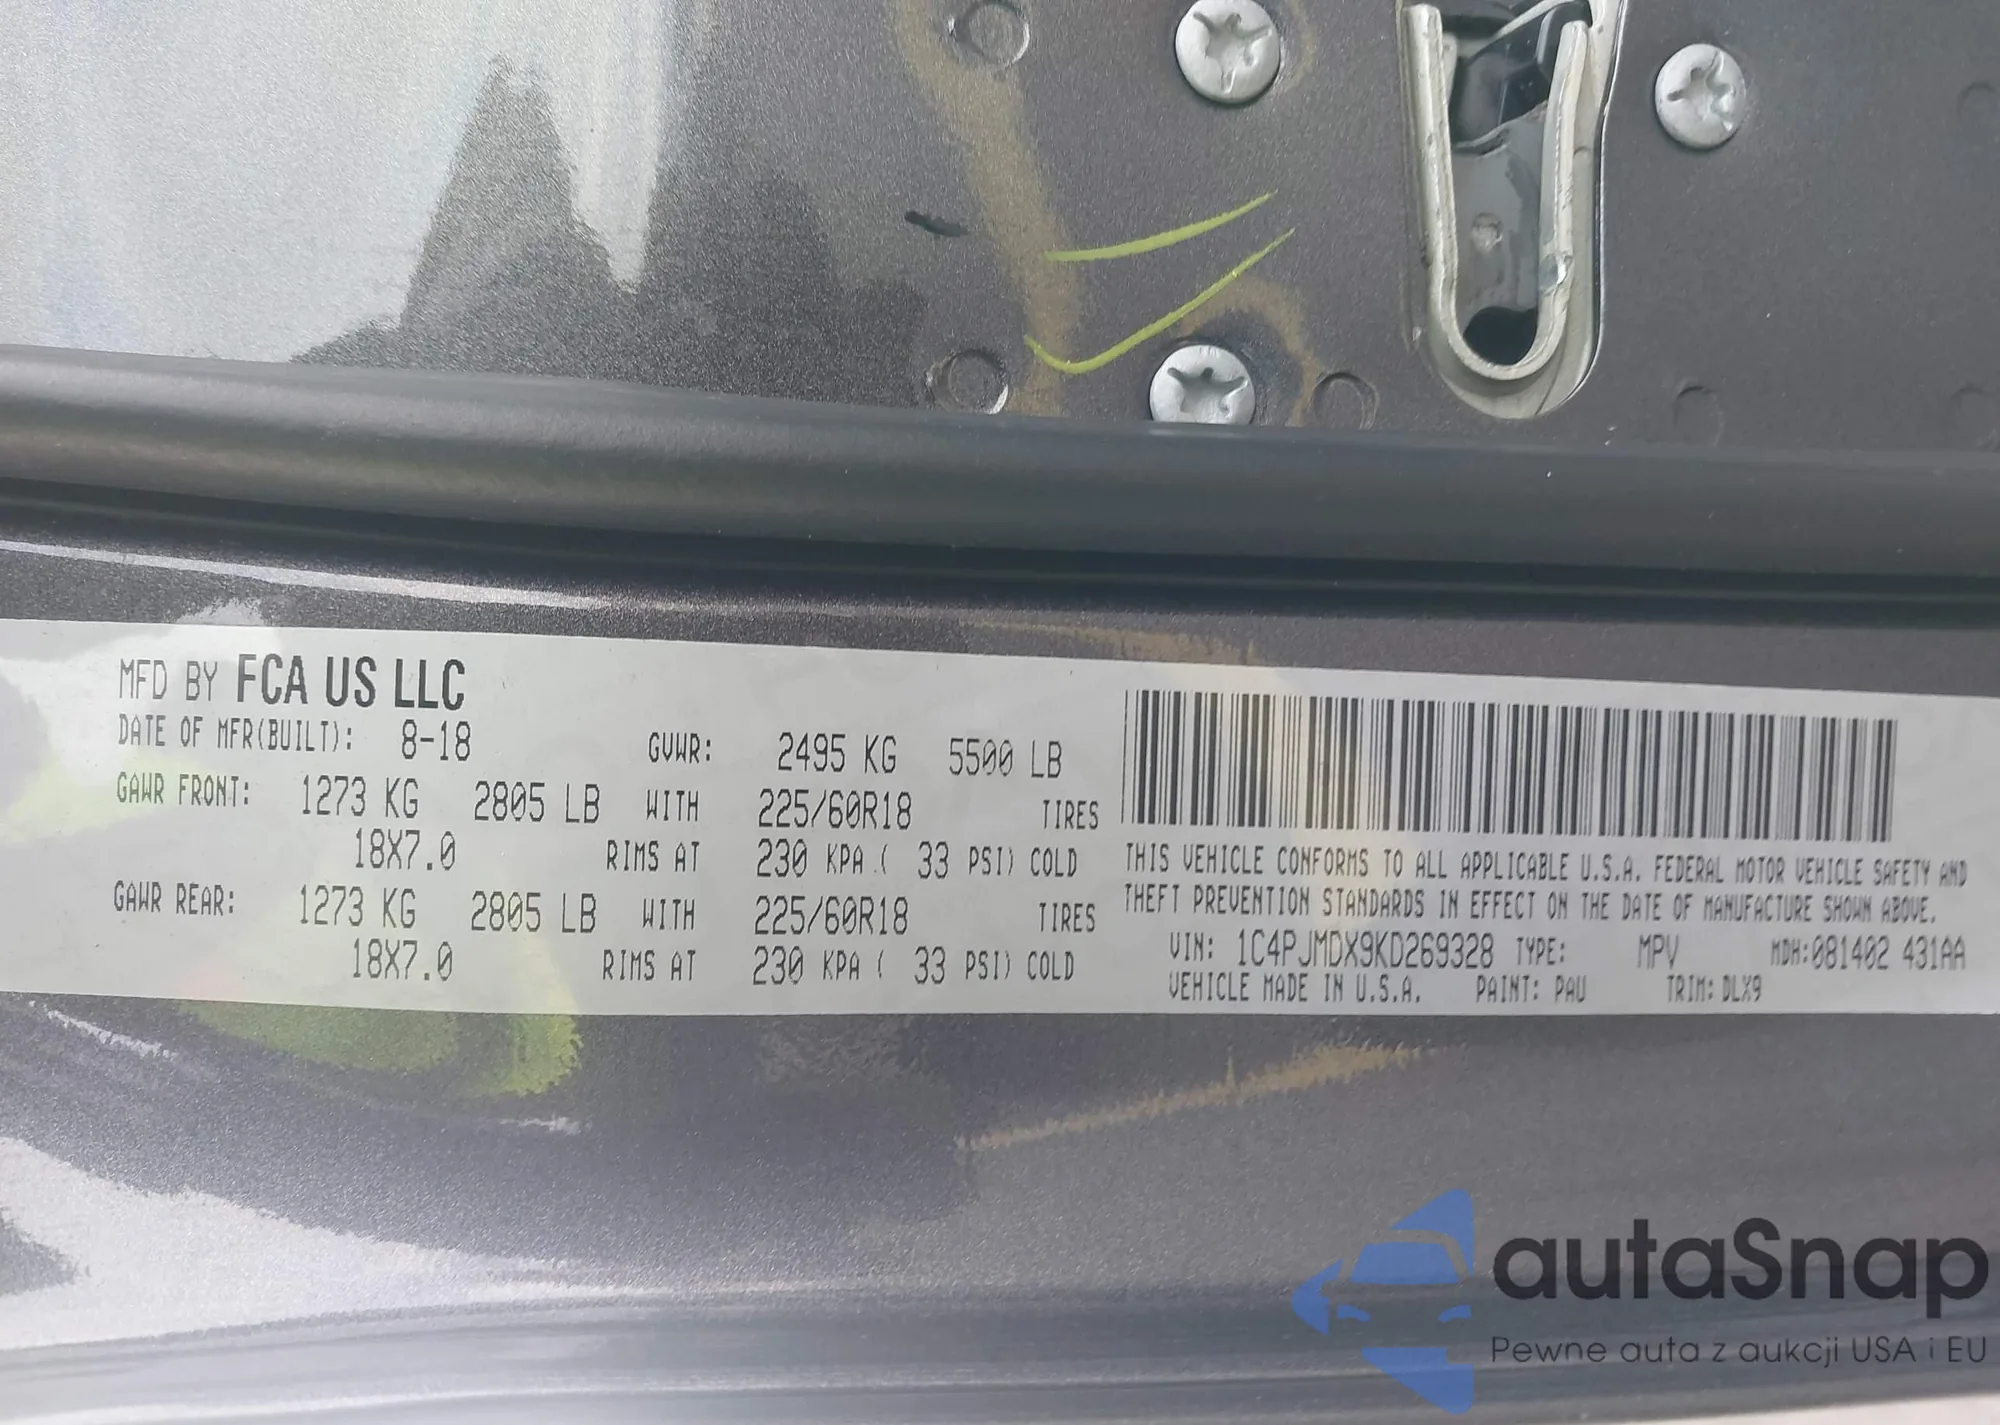 MFD BY FCA US LLC
DATE OF MFR(BUILT): 8-18 GVWR: 2495 KG 5500 LB
GAWR FRONT: 1273 KG 2805 LB WITH 225/60R18 TIRES
18X7.0 RIMS AT 230 KPA ( 33 PSI) COLD
GAWR REAR: 1273 KG 2805 LB WITH 225/60R18 TIRES
18X7.0 RIMS AT 230 KPA ( 33 PSI) COLD
THIS VEHICLE CONFORMS TO ALL APPLICABLE U.S.A. FEDERAL MOTOR VEHICLE SAFETY AND
THEFT PREVENTION STANDARDS IN EFFECT ON THE DATE OF MANUFACTURE SHOWN ABOVE.
VIN: 1C4PJMDX9KD269328 TYPE: MPV MDH:081402 431AA
VEHICLE MADE IN U.S.A. PAINT: PAU TRIM: DLX9
autaSnap
Pewne auta z aukcji USA i EU